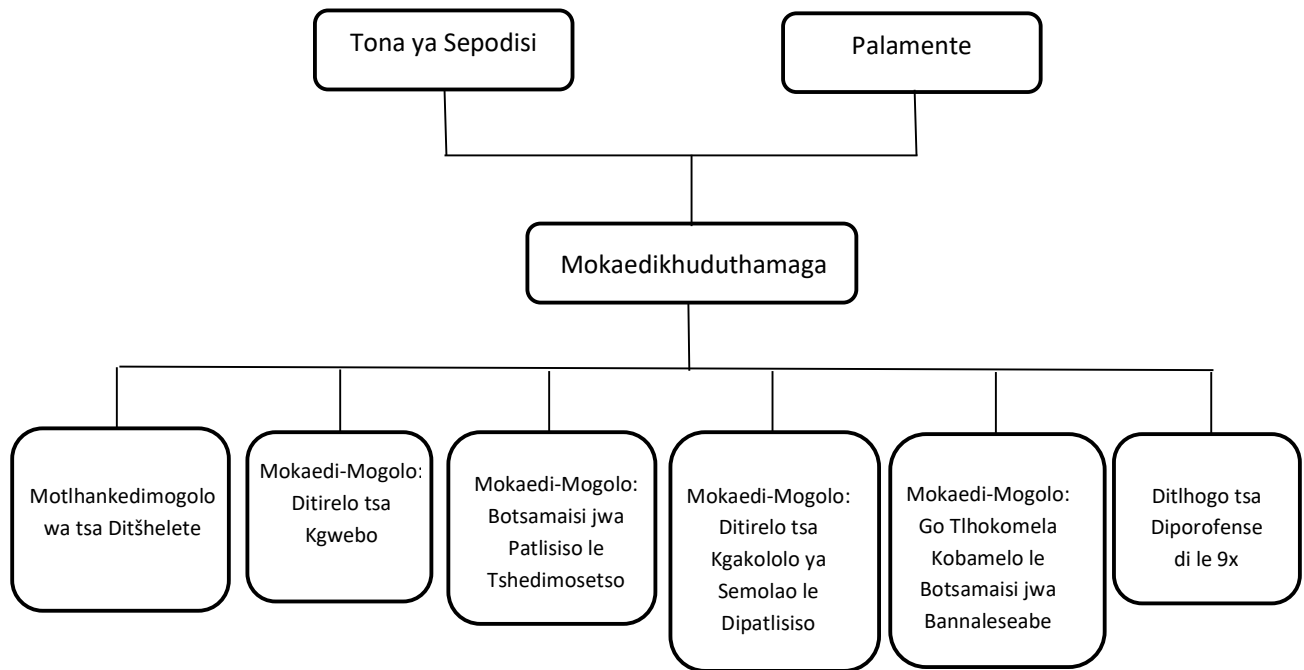 Tona ya Sepodisi
Palamente
Mokaedikhuduthamaga
Motlhankedimogolo
wa tsa Ditšhelete
Mokaedi-Mogolo:
Ditirelo tsa
Kgwebo
Mokaedi-Mogolo:
Botsamaisi jwa
Patlisiso le
Tshedimosetso
Mokaedi-Mogolo:
Ditirelo tsa
Kgakololo ya
Semolao le
Dipatlisiso
Mokaedi-Mogolo:
Go Tlhokomela
Kobamelo le
Botsamaisi jwa
Bannaleseabe
Ditlhogo tsa
Diporofense
di le 9x